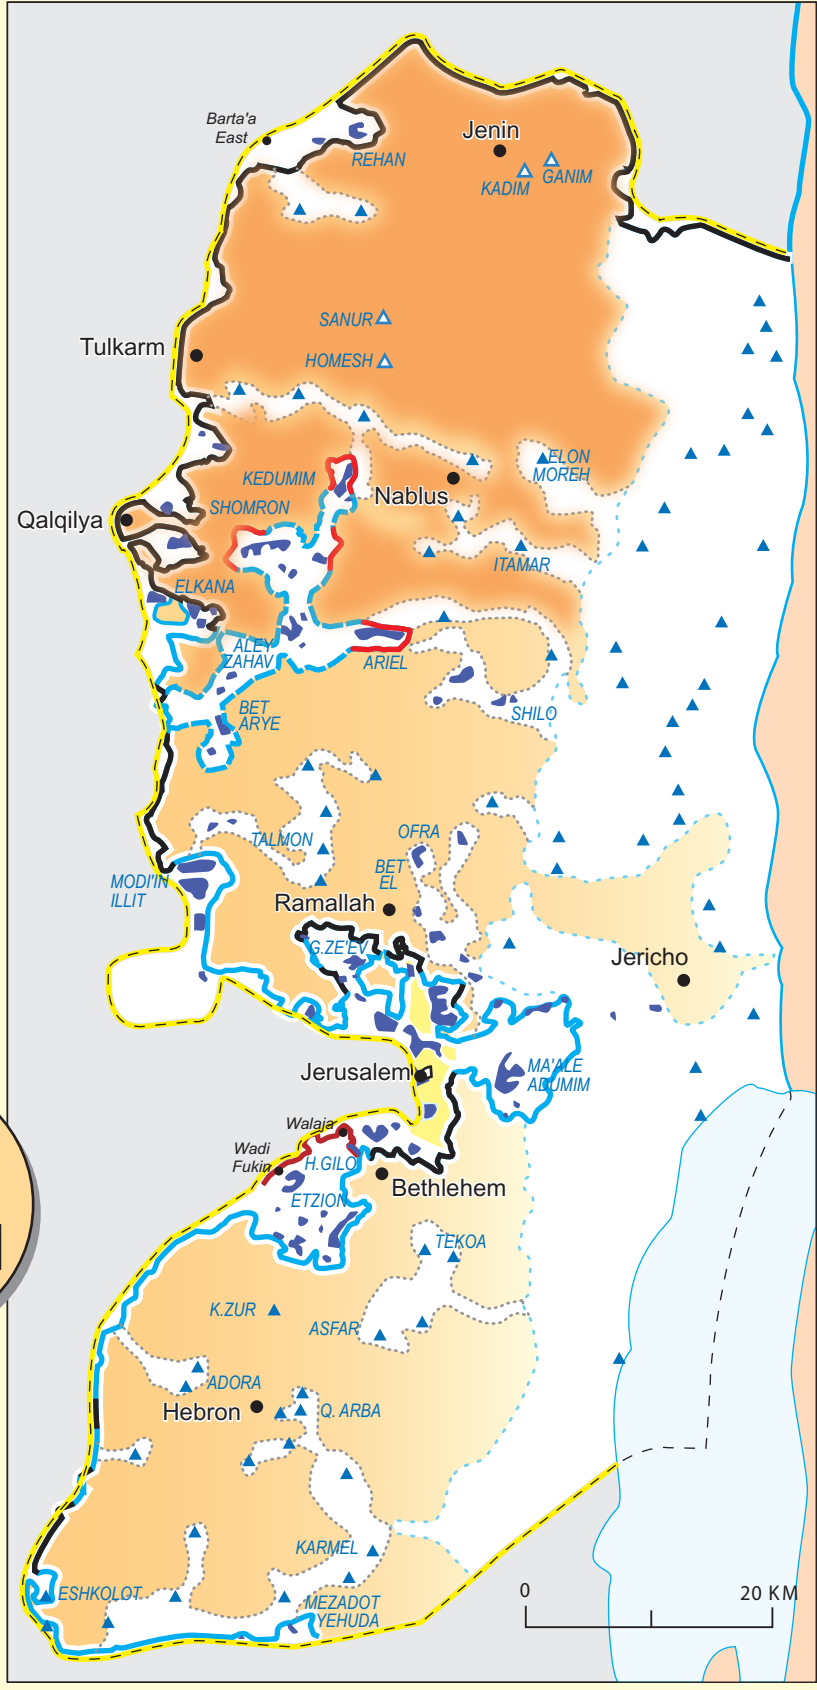 Barta'a
East
Jenin
REHAN
KADIM
GANIM
SANUR
Tulkarm
HOMESH
ELON
MOREH
KEDUMIM
Nablus
SHOMRON
Qalqilya
ITAMAR
ELKANA
ALEY
ZAHAV
ARIEL
BET
ARYE
SHILO
OFRA
TALMON
BET
EL
MODI'IN
ILLIT
Ramallah
G.ZE'EV
Jericho
Jerusalem
MA'ALE
ADUMIM
Walaja
Wadi
Fukin
H.GILO
Bethlehem
ETZION
TEKOA
K.ZUR
ASFAR
ADORA
Hebron
Q. ARBA
KARMEL
ESHKOLOT
MEZADOT
YEHUDA
0
20 KM